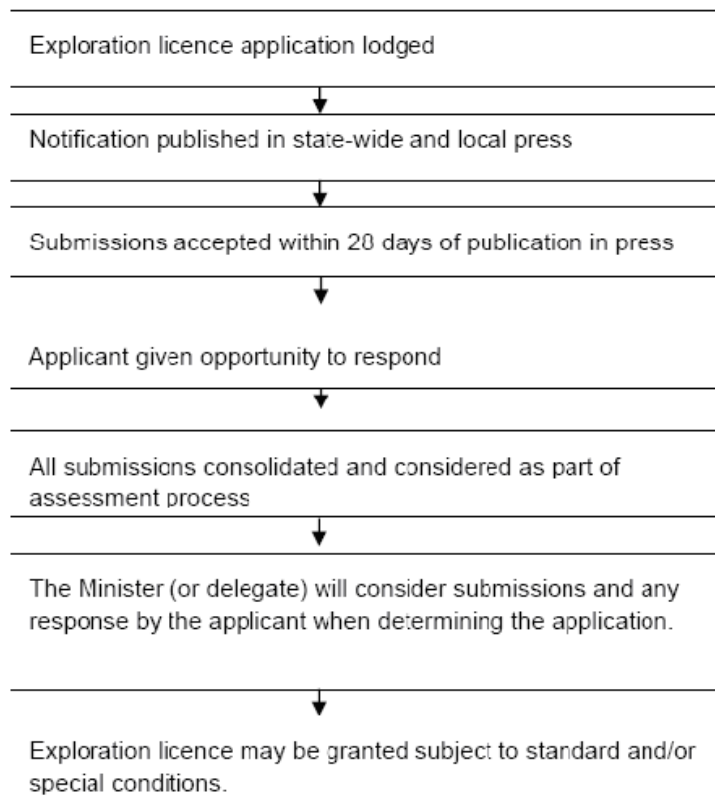 Exploration licence application lodged
Notification published in state-wide and local press
Submissions accepted within 28 days of publication in press
Applicant given opportunity to respond
All submissions consolidated and considered as part of
assessment process
The Minister (or delegate) will consider submissions and any
response by the applicant when determining the application.
Exploration licence may be granted subject to standard and/or
special conditions.